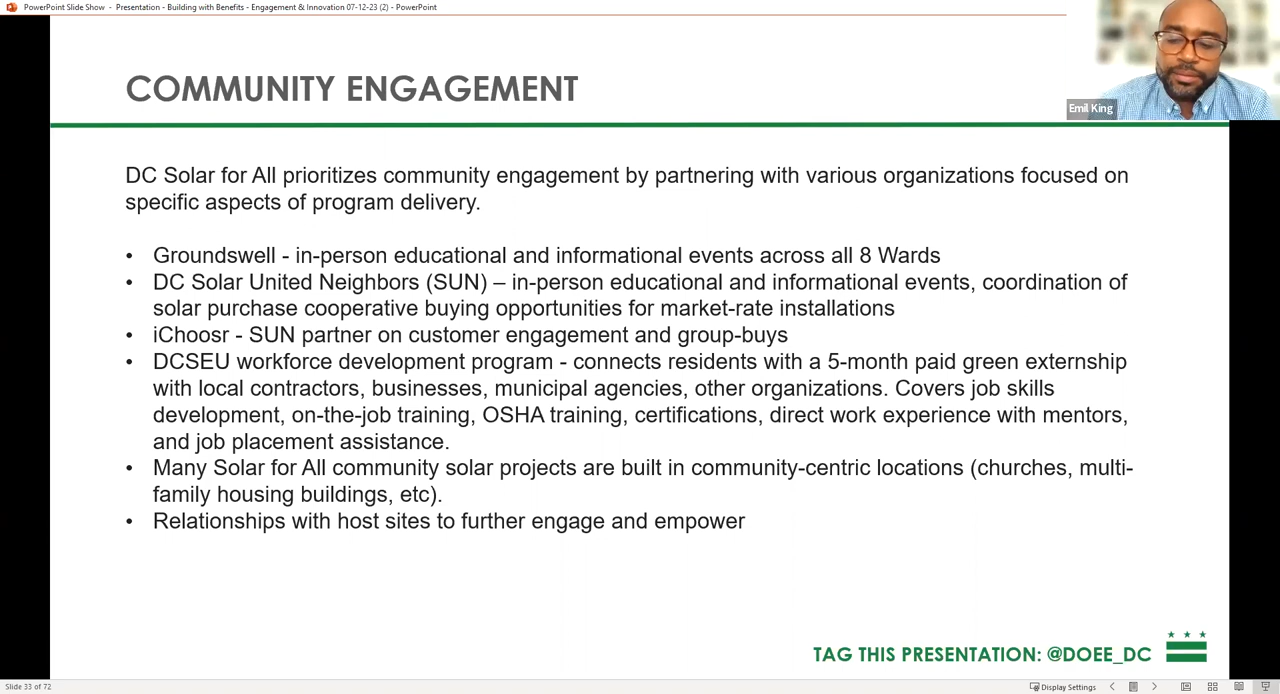 PowerPoint Slide Show - Presentation - Building with Benefits - Engagement & Innovation 07-12-23 (2) - PowerPoint
Emil King
COMMUNITY ENGAGEMENT
DC Solar for All prioritizes community engagement by partnering with various organizations focused on
specific aspects of program delivery.
• Groundswell - in-person educational and informational events across all 8 Wards
• DC Solar United Neighbors (SUN) – in-person educational and informational events, coordination of
solar purchase cooperative buying opportunities for market-rate installations
• iChoosr - SUN partner on customer engagement and group-buys
• DCSEU workforce development program - connects residents with a 5-month paid green externship
with local contractors, businesses, municipal agencies, other organizations. Covers job skills
development, on-the-job training, OSHA training, certifications, direct work experience with mentors,
and job placement assistance.
• Many Solar for All community solar projects are built in community-centric locations (churches, multi-
family housing buildings, etc).
• Relationships with host sites to further engage and empower
TAG THIS PRESENTATION: @DOEE_DC
Slide 33 of 72
Display Settings